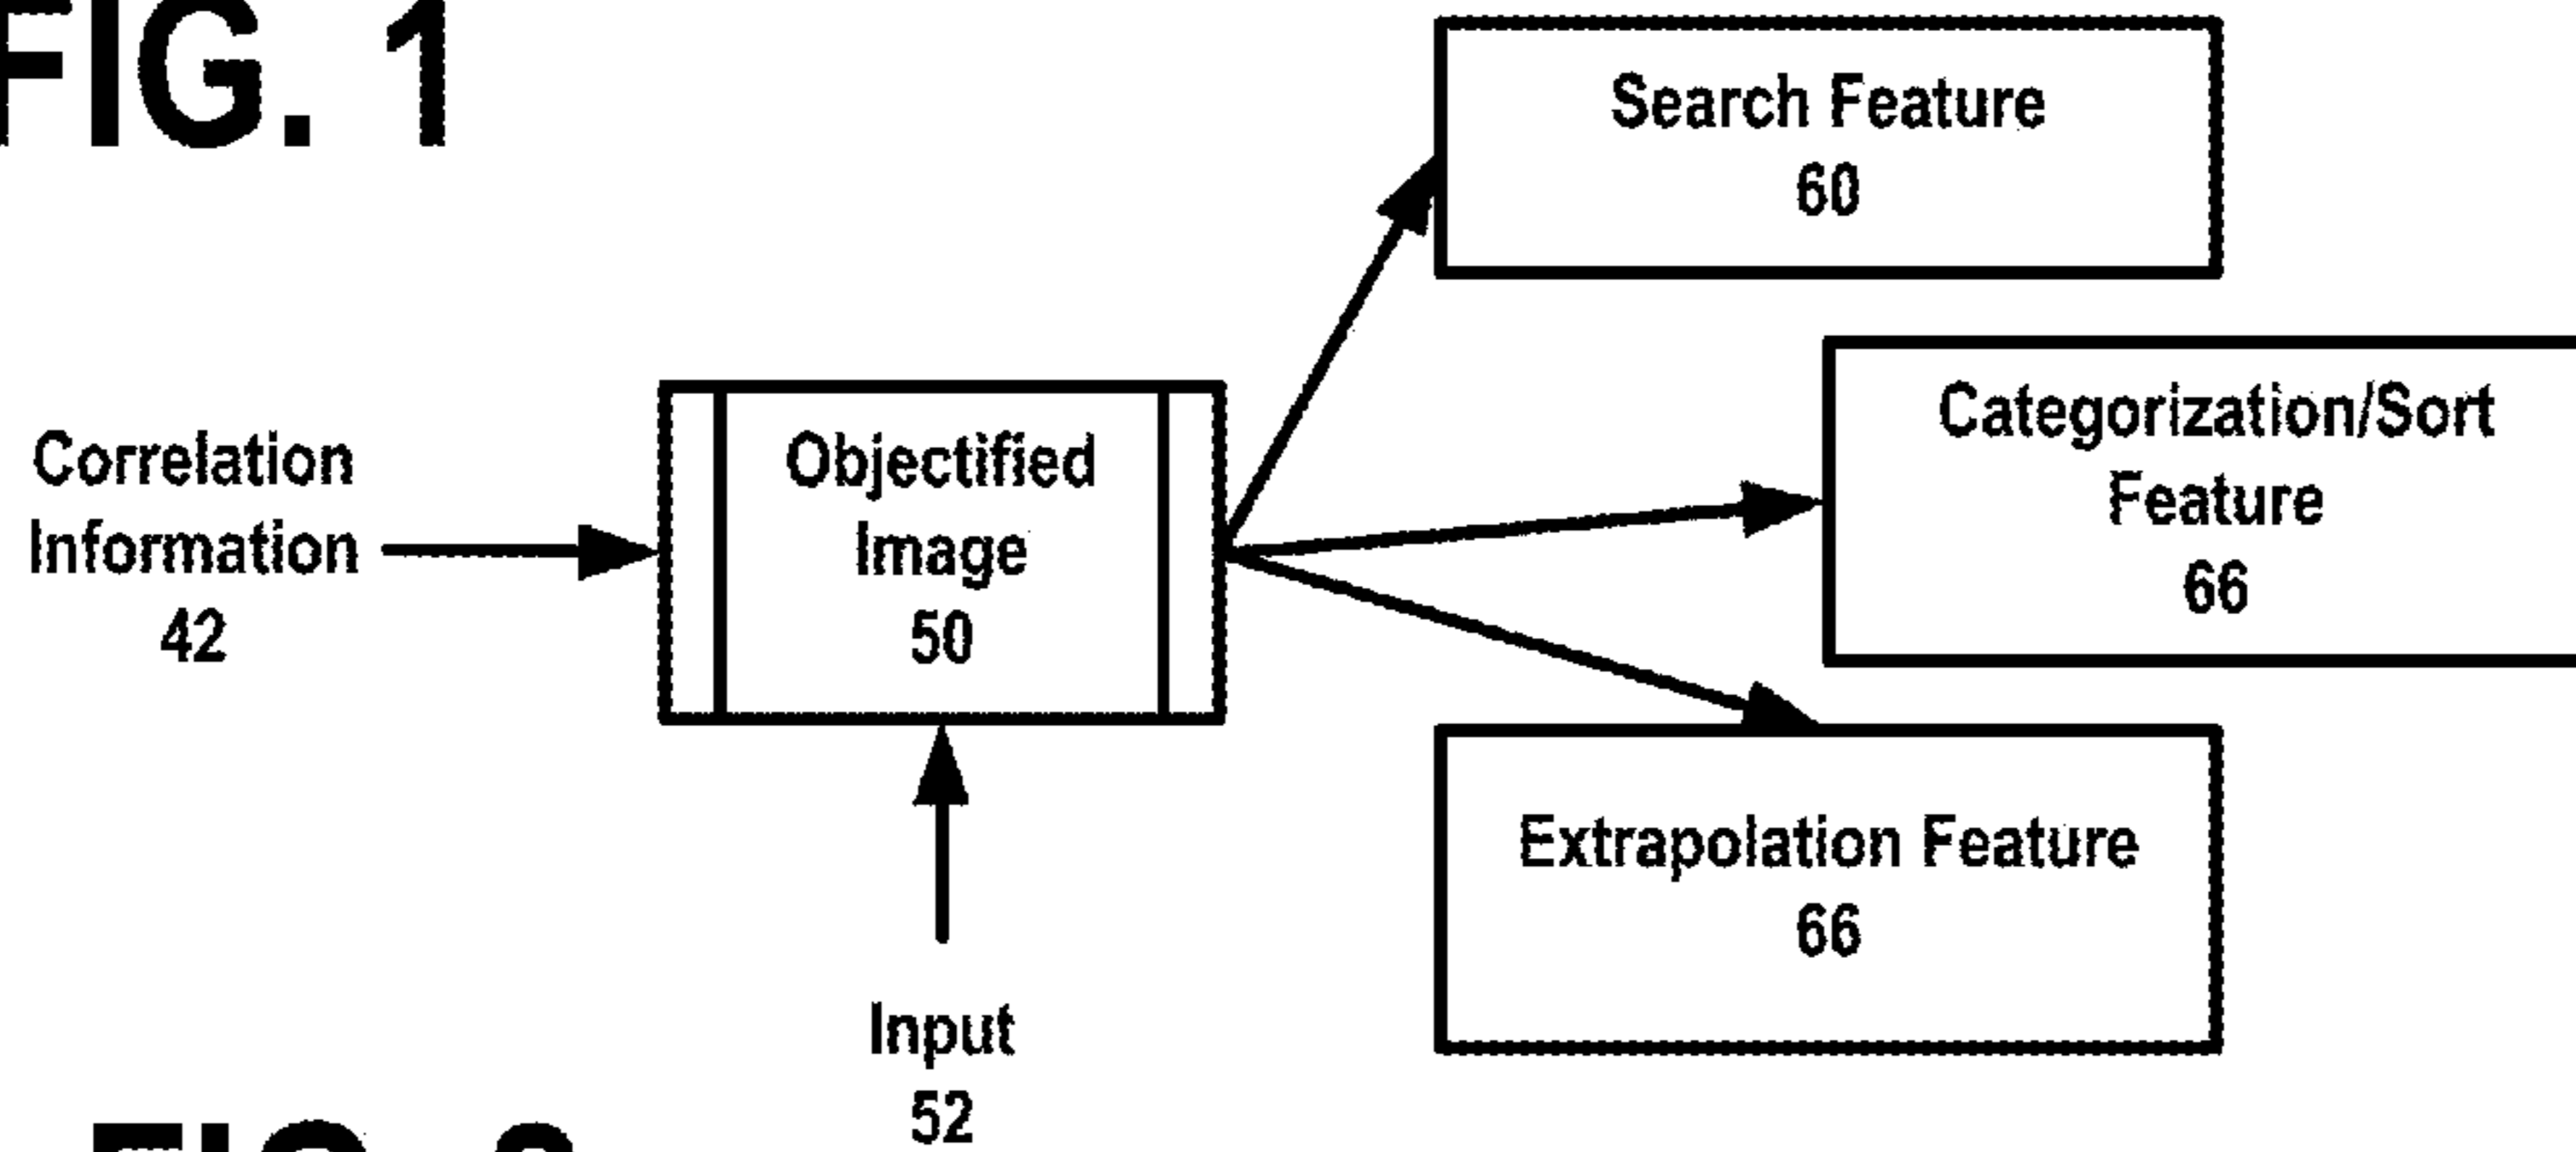 FIG. 1
Search Feature
60
Correlation
Information
42
Objectified
Image
50
Categorization/Sort
Feature
66
Extrapolation Feature
66
Input
52